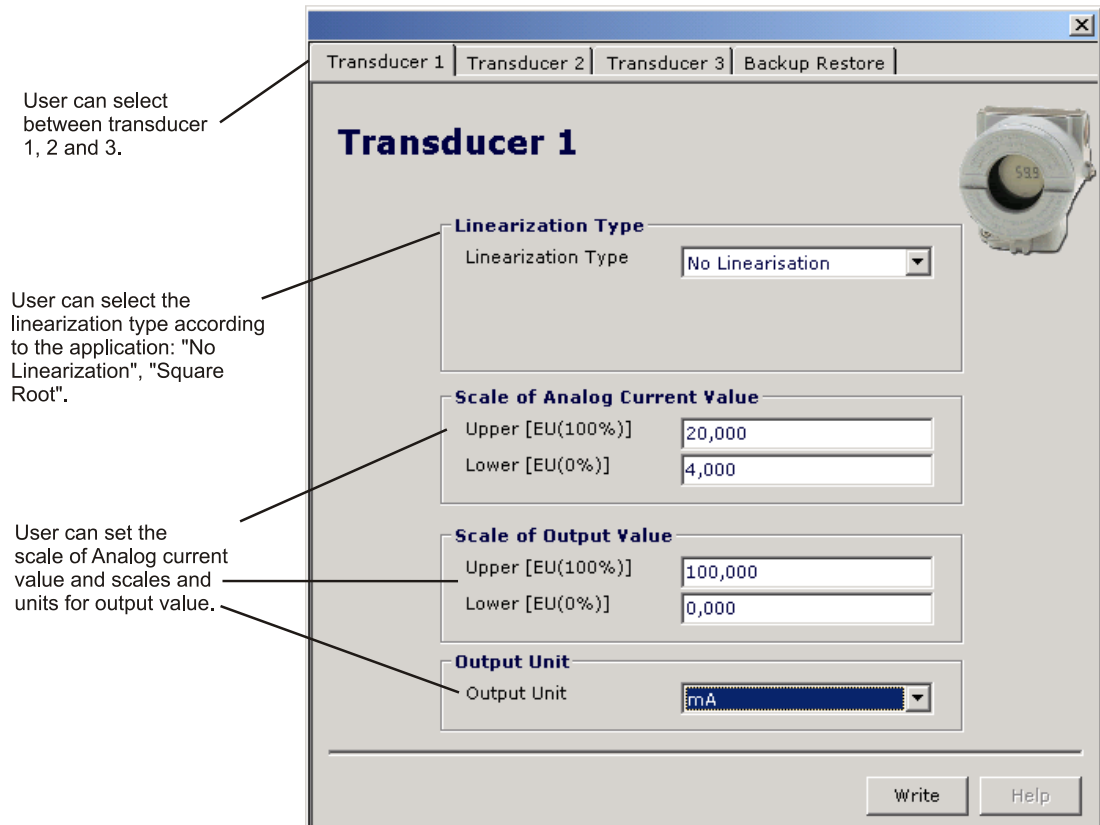 Transducer 1
Transducer 2
Transducer 3
Backup Restore
User can select
between transducer
1, 2 and 3.
Transducer 1
59.9
Linearization Type
Linearization Type
No Linearisation
User can select the
linearization type according
to the application: "No
Linearization", "Square
Root".
Scale of Analog Current Value
Upper [EU(100%)]
20,000
Lower [EU(0%)]
4,000
User can set the
scale of Analog current
value and scales and
units for output value.
Scale of Output Value
Upper [EU(100%)]
100,000
Lower [EU(0%)]
0,000
Output Unit
Output Unit
mA
Write
Help